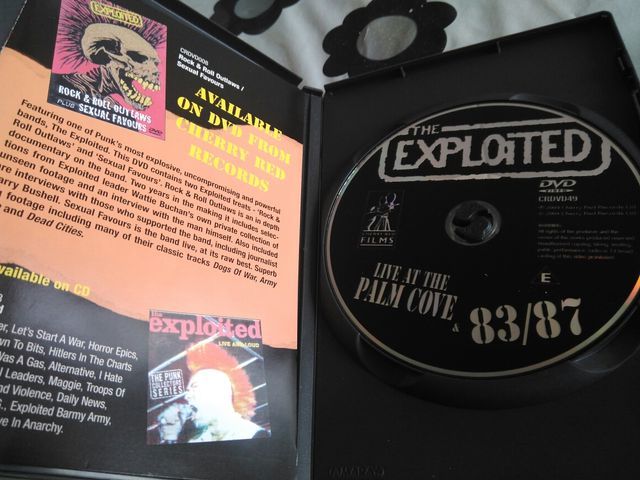 EXPLOITED
ROCK & ROLL OUTLAWS
PLUS SEXUAL FAVOURS
CRDVD008
Rock & Roll Outlaws /
Sexual Favours
AVAILABLE
ON DVD FROM
CHERRY RED
RECORDS
Featuring one of Punk's most explosive, uncompromising and powerful
bands, The Exploited. This DVD contains two Exploited treats - 'Rock &
Roll Outlaws' and 'Sexual Favours'. Rock & Roll Outlaws is an in depth
documentary on the band. Two years in the making it includes selec-
tions from Exploited leader Wattie Buchan's own private collection of
unseen footage and an interview with the man himself. Also included
are interviews with those who supported the band, including journalist
Garry Bushell. Sexual Favours is the band live at its raw best. Superb
footage including many of their classic tracks Dogs Of War, Army
and Dead Cities.
vailable on CD
er, Let's Start A War, Horror Epics,
wn To Bits, Hitlers In The Charts
Was A Gas, Alternative, I Hate
l Leaders, Maggie, Troops Of
nd Violence, Daily News,
Exploited Barmy Army,
ve In Anarchy.
the
exploited
LIVE AND LOUD
THE PUNK
COLLECTORS
SERIES
THE
EXPLOiTED
DVD
VIDEO
CRDVD49
FILMS
WARNING:
E
LIVE AT THE
PALM COVE
& 83/87